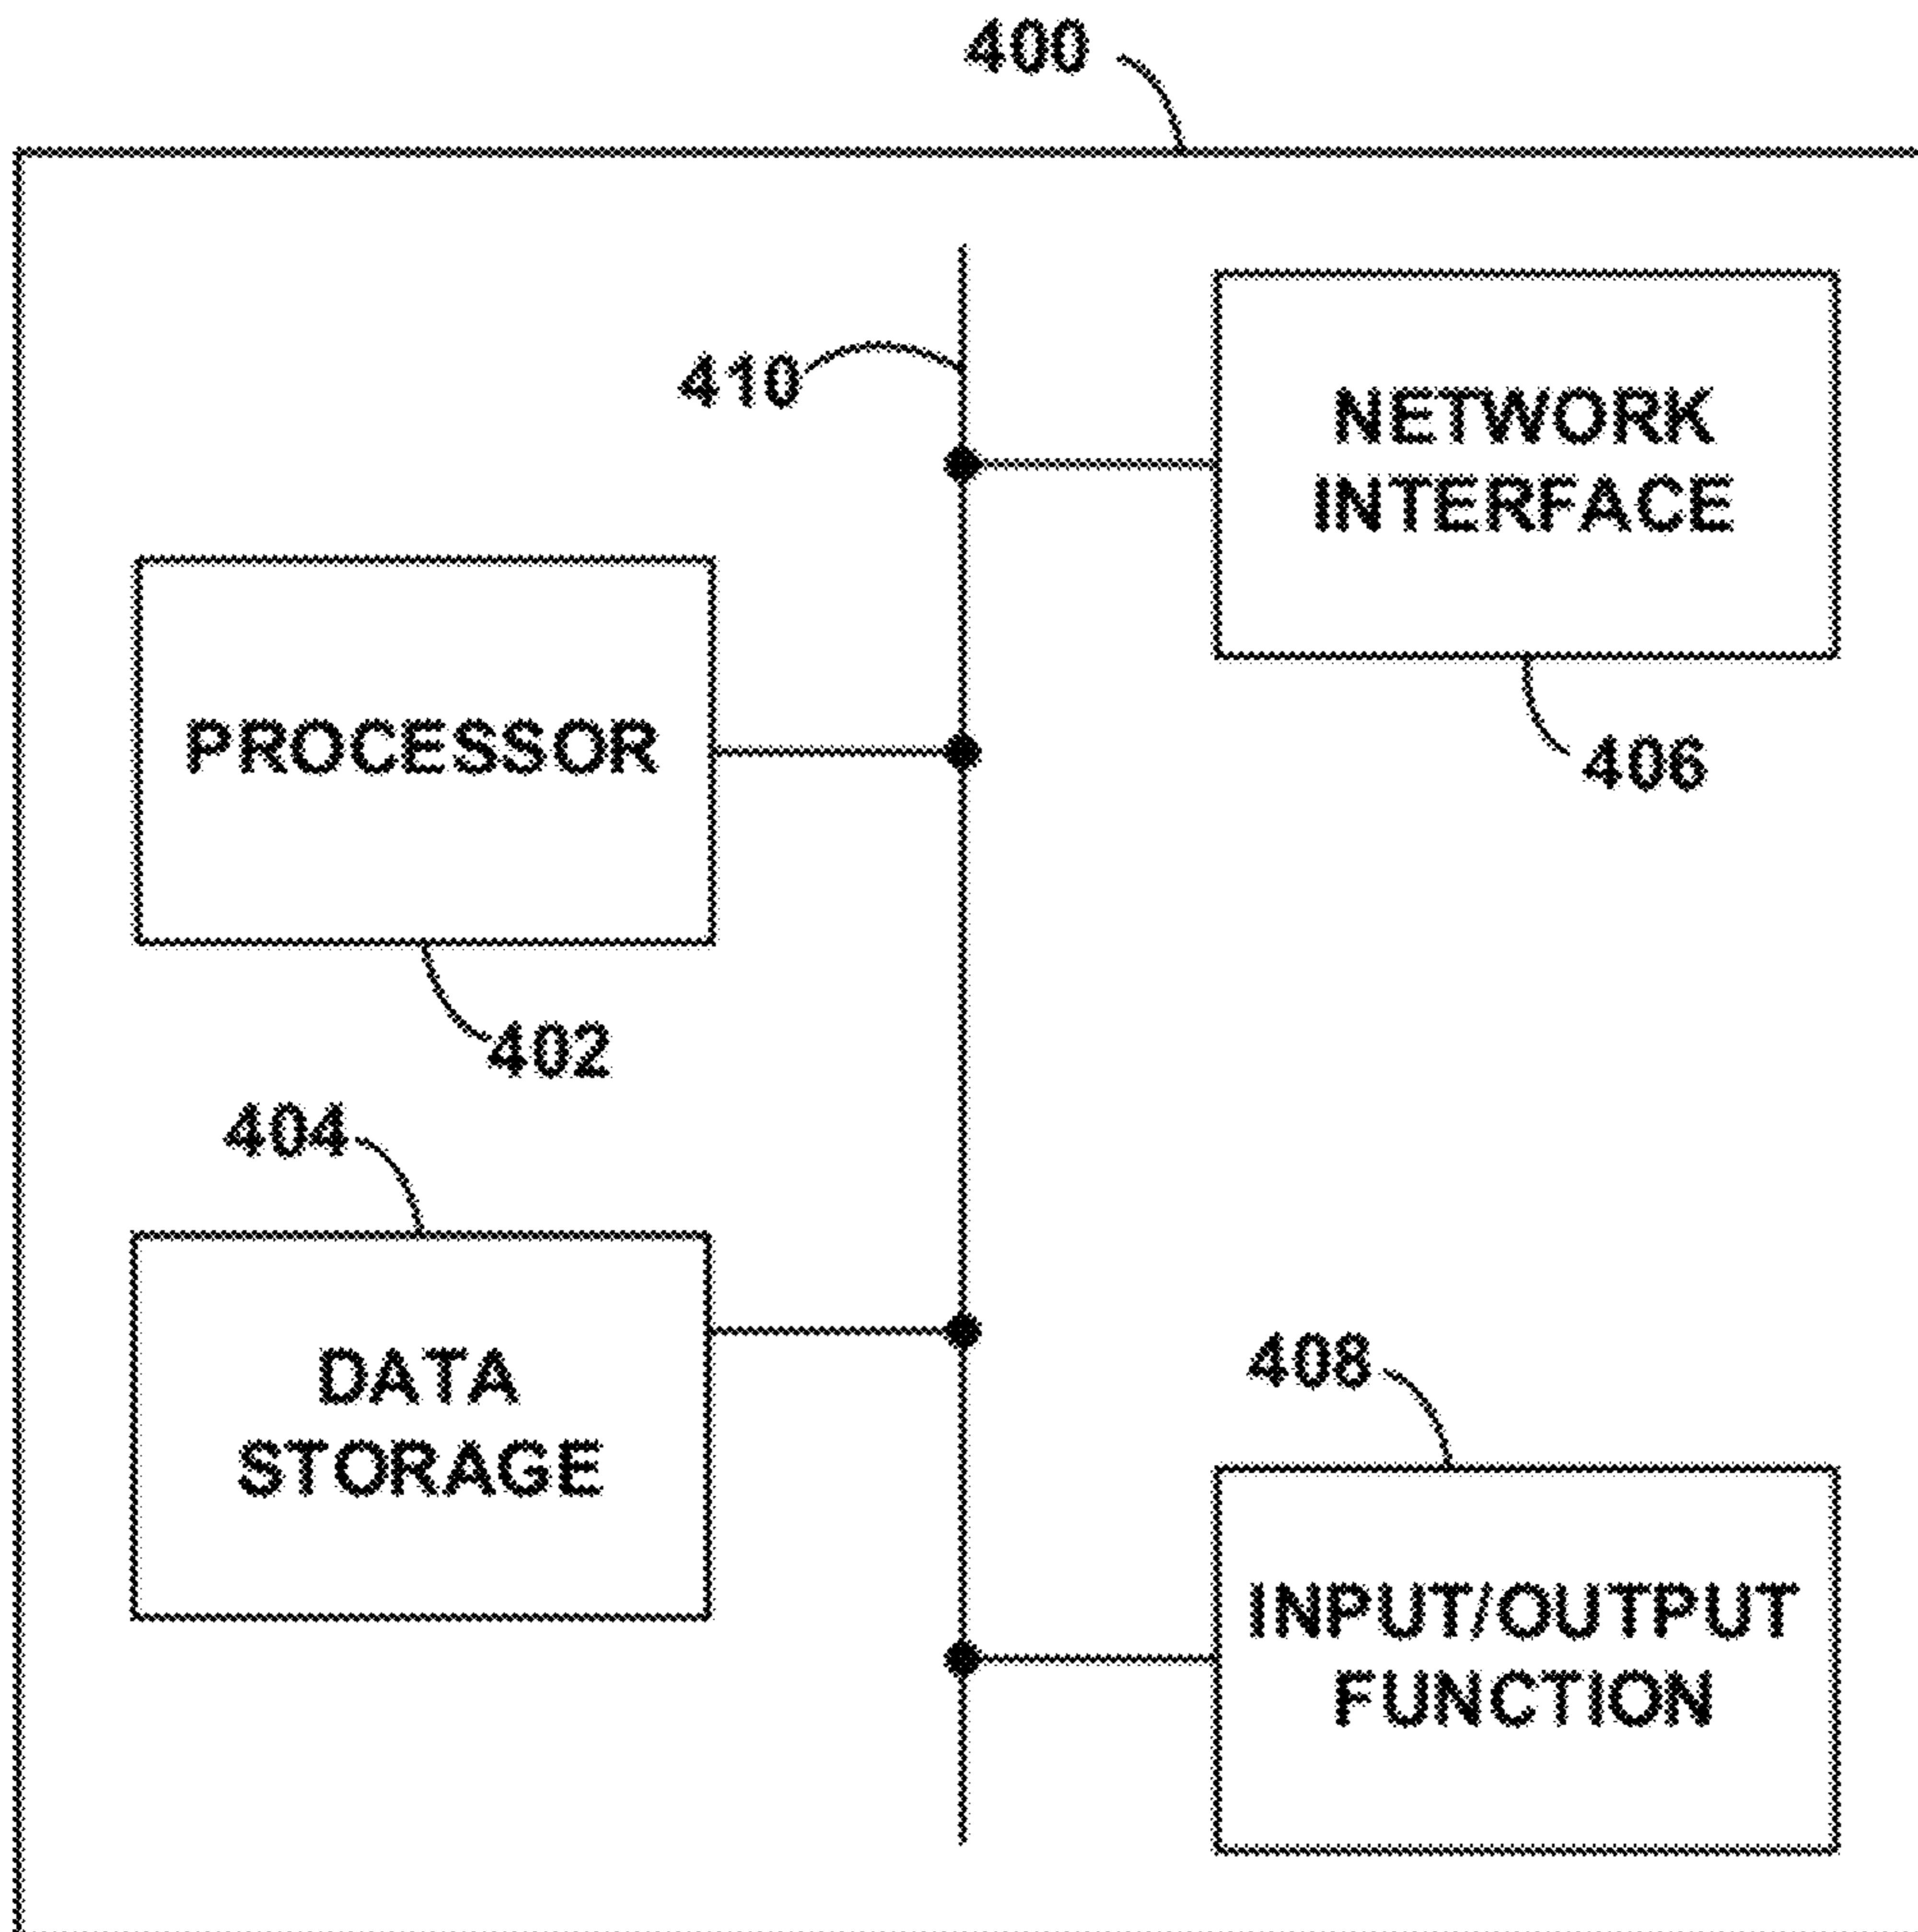 400
410
NETWORK
INTERFACE
PROCESSOR
406
402
404
DATA
STORAGE
408
INPUT/OUTPUT
FUNCTION